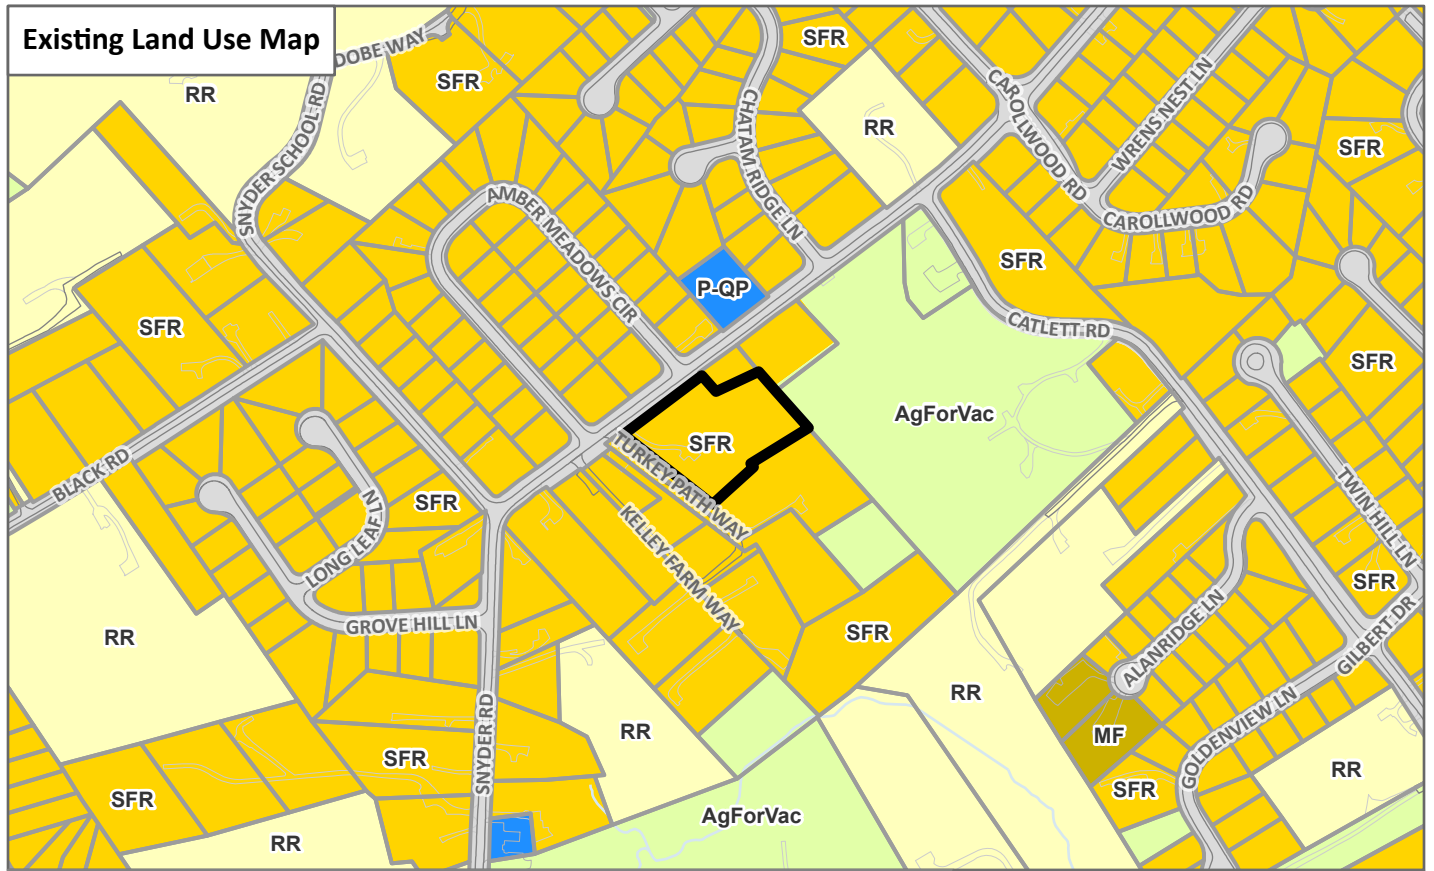 Existing Land Use Map
DOBE WAY
SFR
SFR
RR
SNYDER SCHOOL RD
CHATAM RIDGE LN
RR
CAROLLWOOD RD
WRENS NEST LN
SFR
AMBER MEADOWS CIR
CAROLLWOOD RD
SFR
P-QP
SFR
CATLETT RD
SFR
AgForVac
SFR
TURKEY PATH WAY
BLACK RD
SFR
LONG LEAF LN
KELLEY FARM WAY
TWIN HILL LN
SFR
GROVE HILL LN
SFR
ALANRIDGE LN
GILBERT DR
RR
RR
RR
MF
GOLDENVIEW LN
SNYDER RD
SFR
RR
SFR
SFR
AgForVac
RR